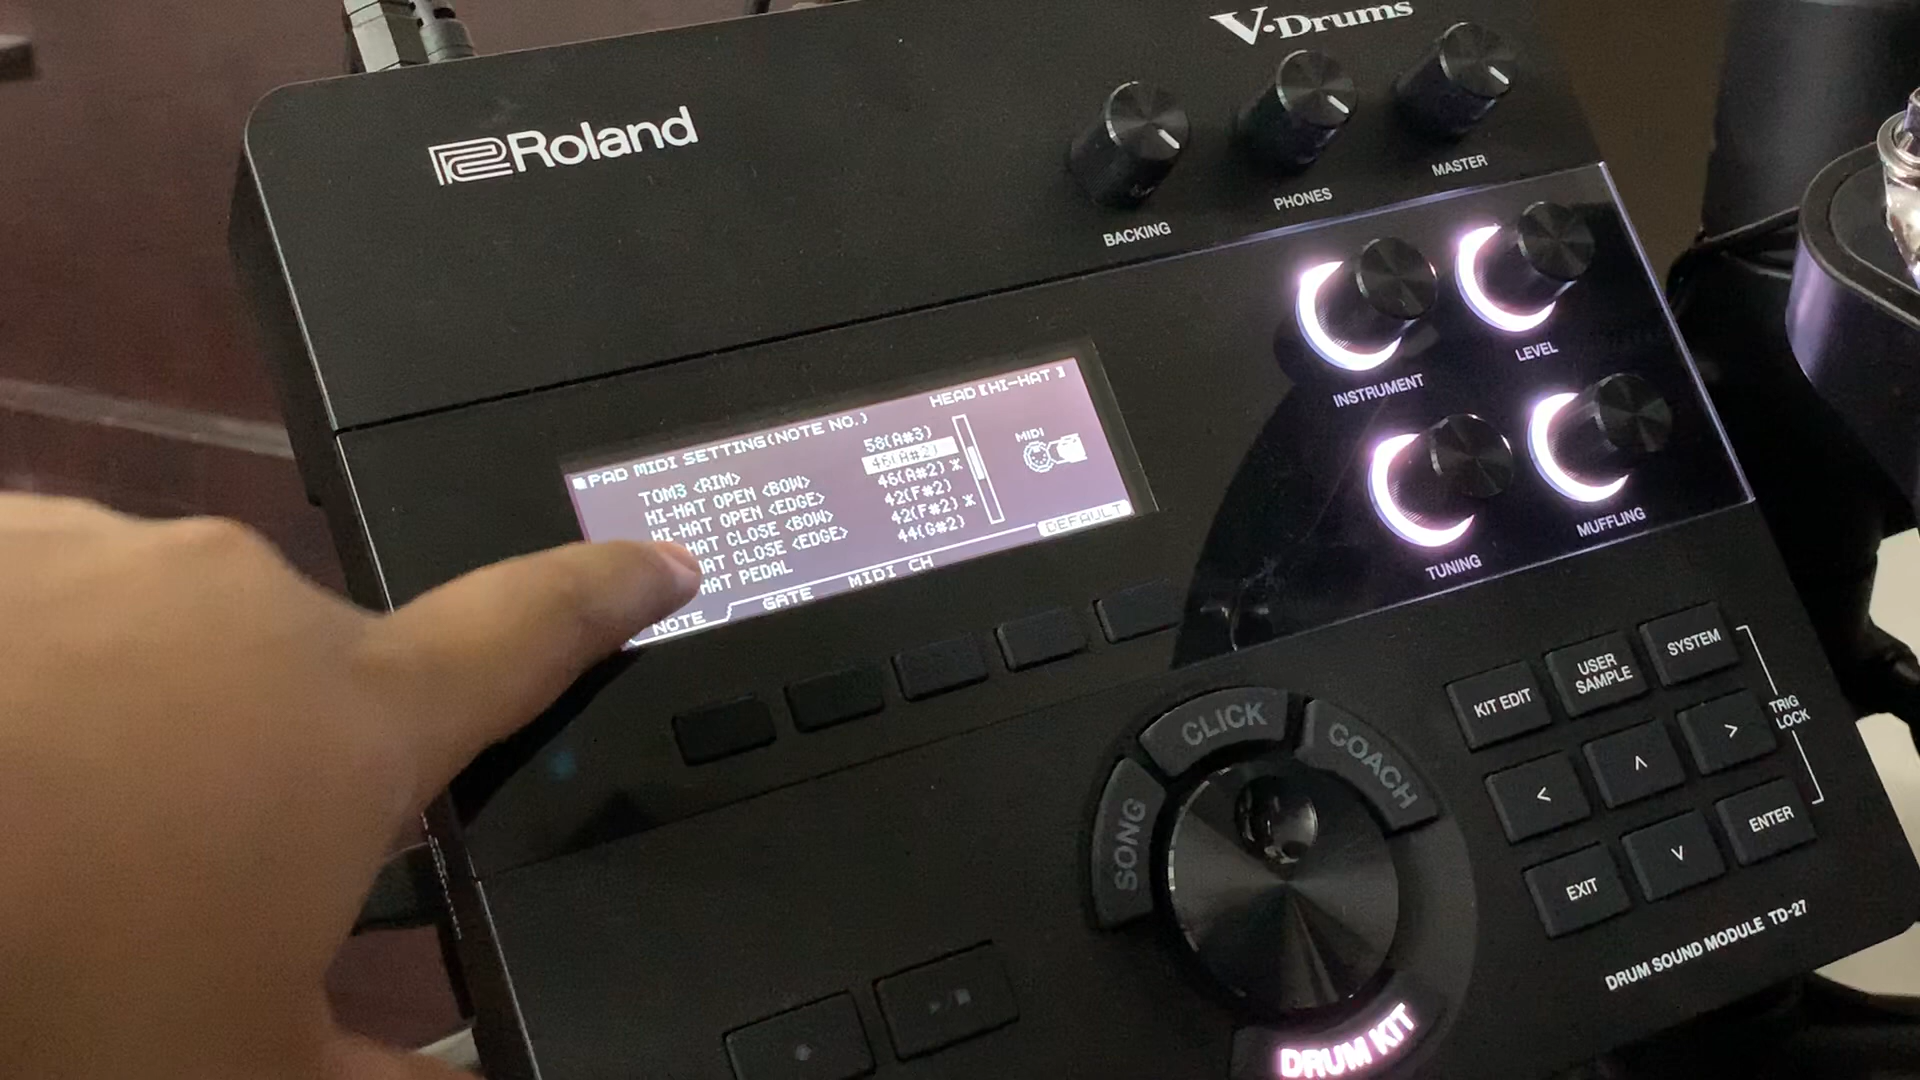 V-Drums
Roland
BACKING
PHONES
MASTER
INSTRUMENT
LEVEL
TUNING
MUFFLING
PAD MIDI SETTING(NOTE NO.)
HEAD[HI-HAT ]
TOM3 <RIM> 58(A#3)
HI-HAT OPEN <BOW> 46(A#2)
HI-HAT OPEN <EDGE> 46(A#2) *
HAT CLOSE <BOW> 42(F#2)
HAT CLOSE <EDGE> 42(F#2) *
HAT PEDAL 44(G#2)
MIDI
NOTE
GATE
MIDI CH
DEFAULT
KIT EDIT
USER
SAMPLE
SYSTEM
TRIG
LOCK
<
∧
>
∨
ENTER
EXIT
SONG
CLICK
COACH
DRUM KIT
DRUM SOUND MODULE TD-27